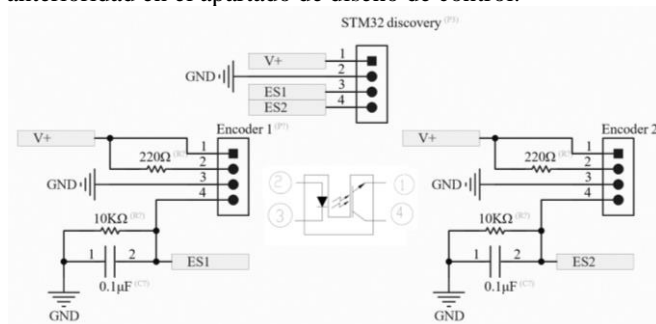 anterioridad en el apartado de diseño de control.
STM32 discovery (P3)
V+ 1
GND 2
ES1 3
ES2 4
Encoder 1 (P?)
V+ 1
220Ω (R?) 2
GND 3
4
10KΩ (R?)
1 2 ES1
0.1µF (C?)
GND
2 1
3 4
Encoder 2
V+ 1
220Ω 2
GND 3
4
10KΩ (R?)
1 2 ES2
0.1µF (C?)
GND